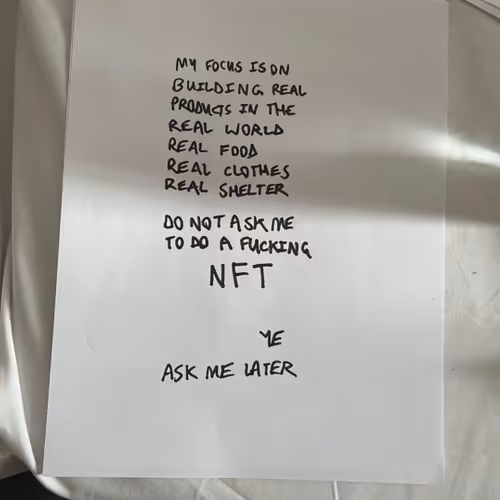 MY FOCUS IS ON
BUILDING REAL
PRODUCTS IN THE
REAL WORLD
REAL FOOD
REAL CLOTHES
REAL SHELTER
DO NOT ASK ME
TO DO A FUCKING
NFT
YE
ASK ME LATER